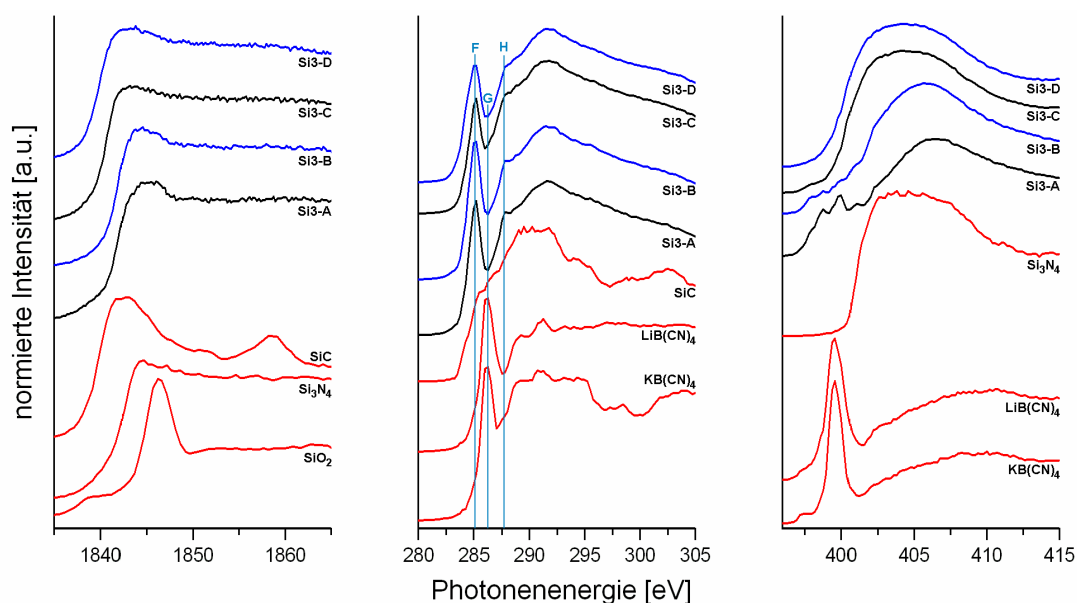 normierte Intensität [a.u.]
Si3-D
Si3-C
Si3-B
Si3-A
SiC
Si₃N₄
SiO₂
1840 1850 1860
F
H
G
Si3-D
Si3-C
Si3-B
Si3-A
SiC
LiB(CN)₄
KB(CN)₄
280 285 290 295 300 305
Si3-D
Si3-C
Si3-B
Si3-A
Si₃N₄
LiB(CN)₄
KB(CN)₄
400 405 410 415
Photonenenergie [eV]